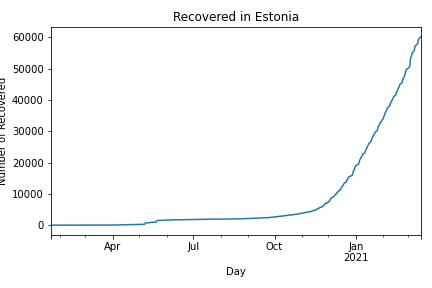 Recovered in Estonia
Number of Recovered
60000
50000
40000
30000
20000
10000
0
Apr
Jul
Oct
Jan
2021
Day